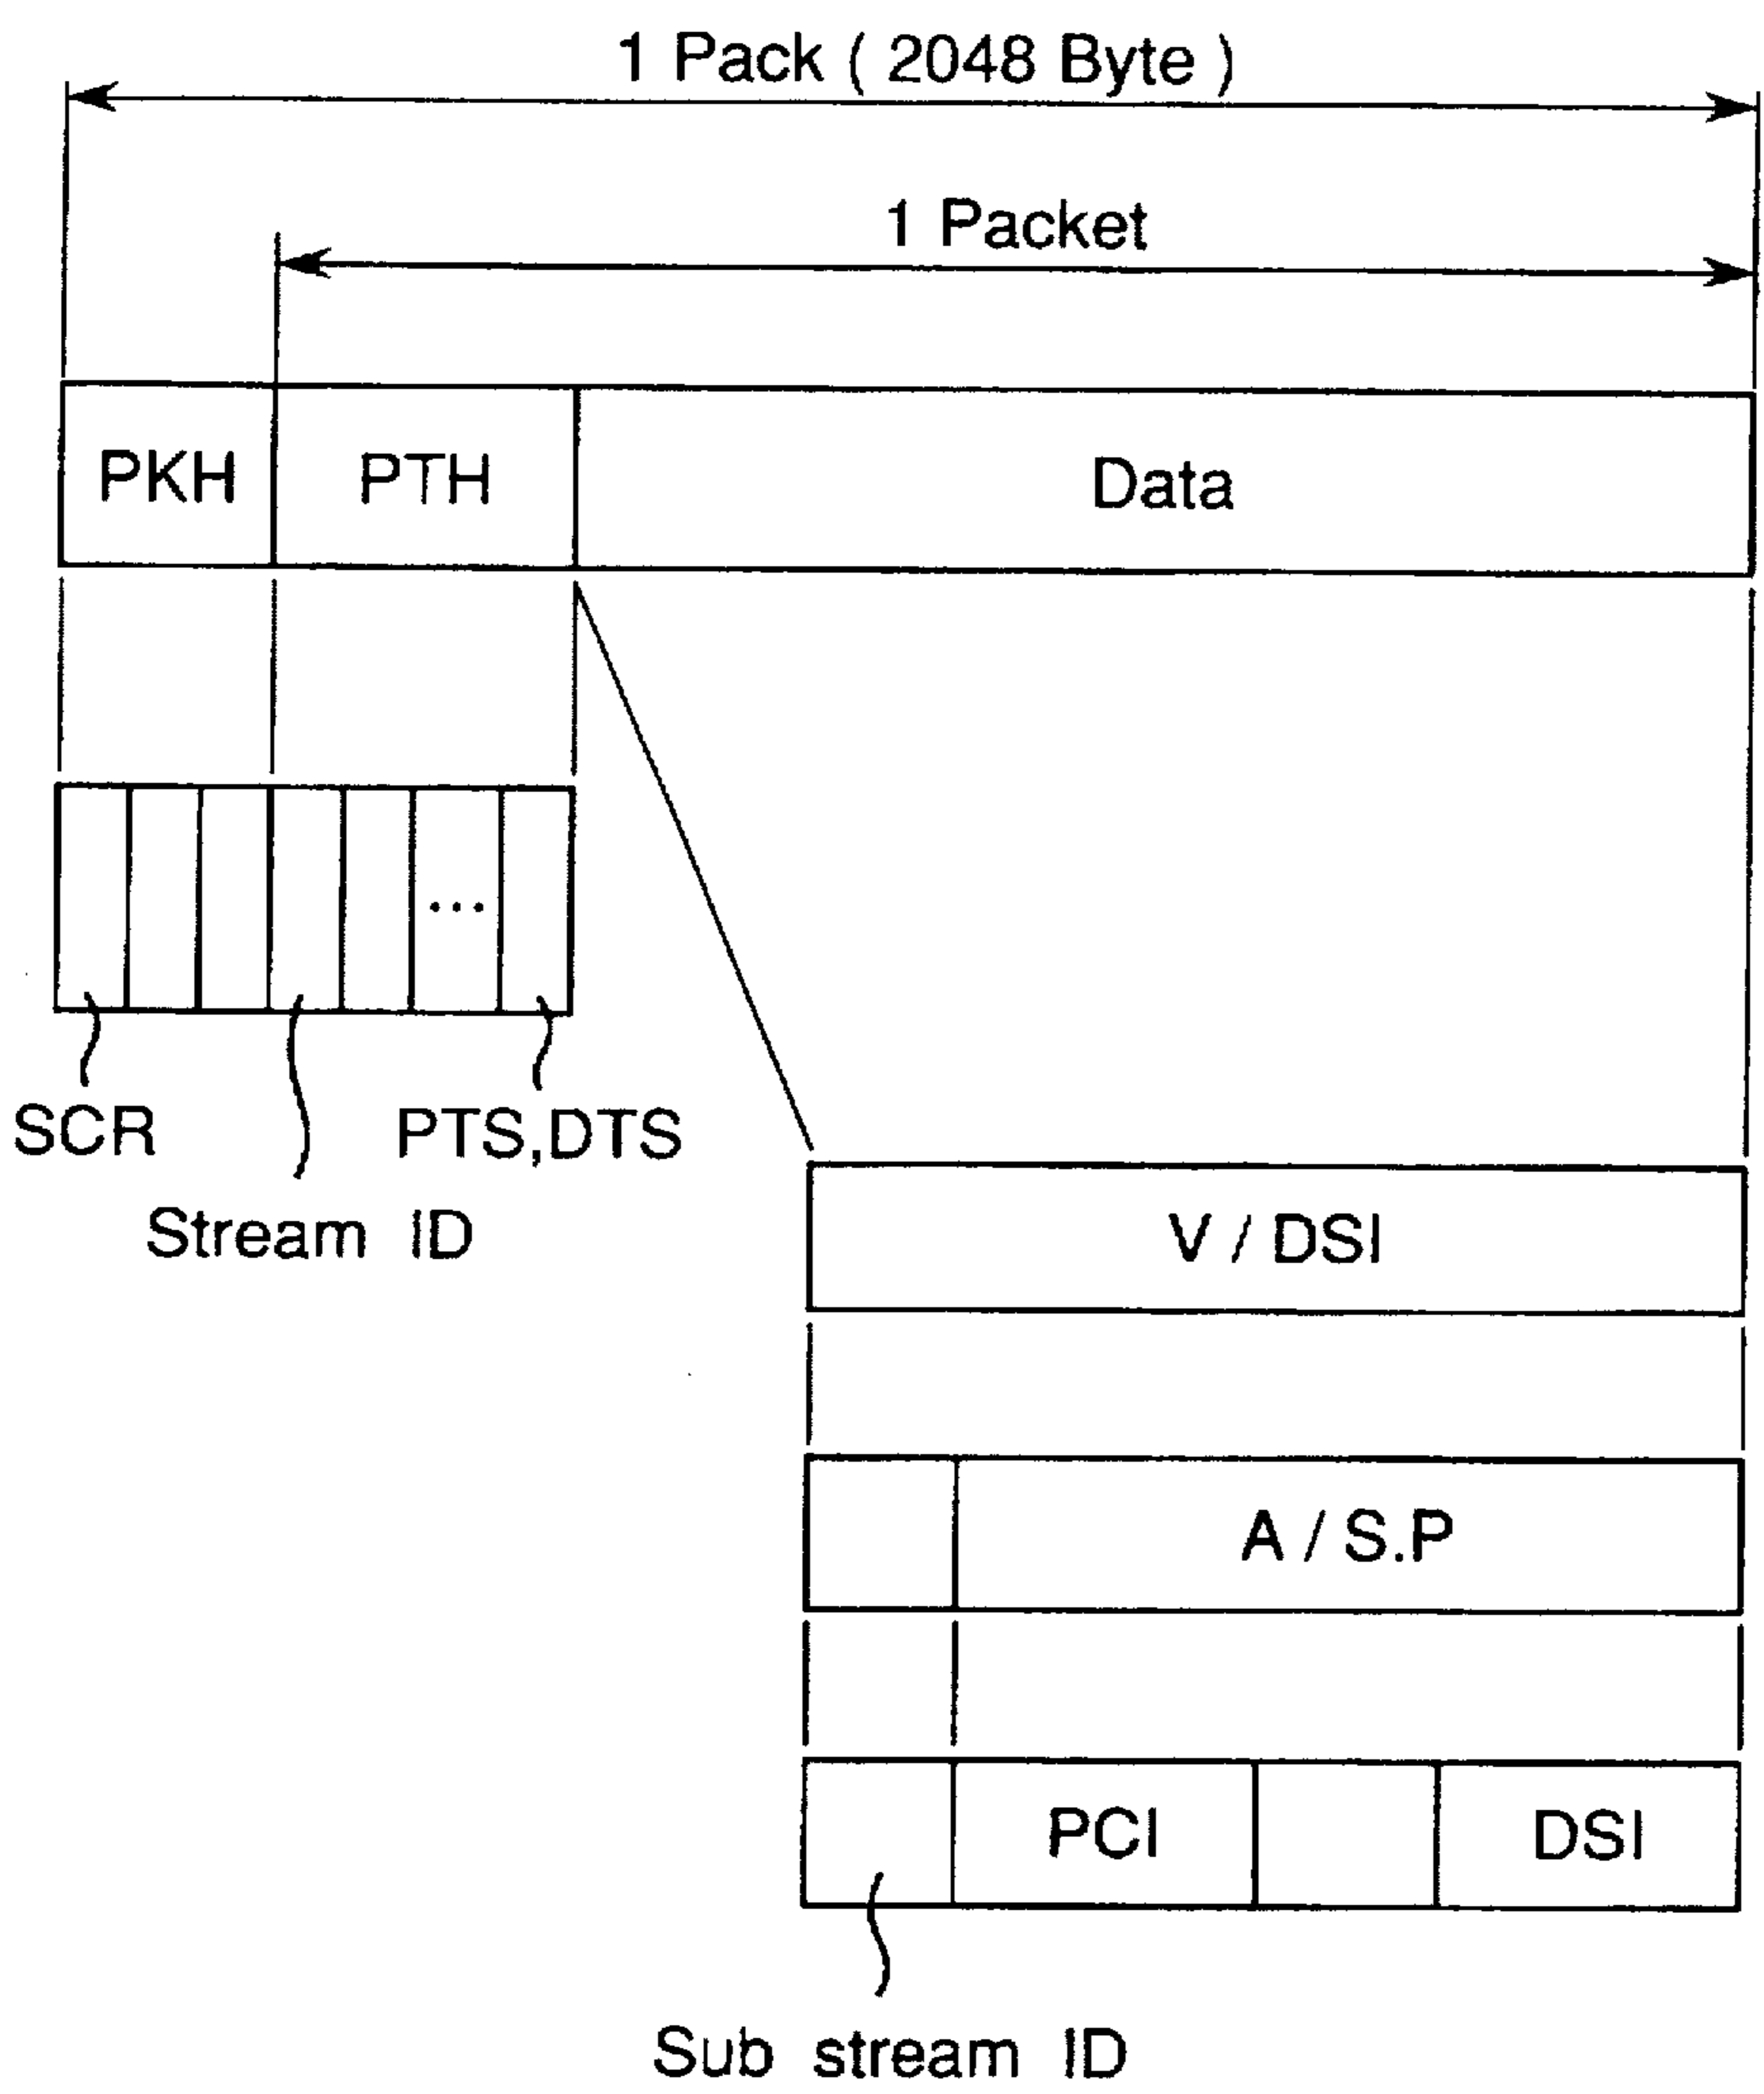 1 Pack ( 2048 Byte )
1 Packet
PKH PTH Data
...
SCR
PTS,DTS
Stream ID
V / DSI
A / S.P
PCI DSI
Sub stream ID